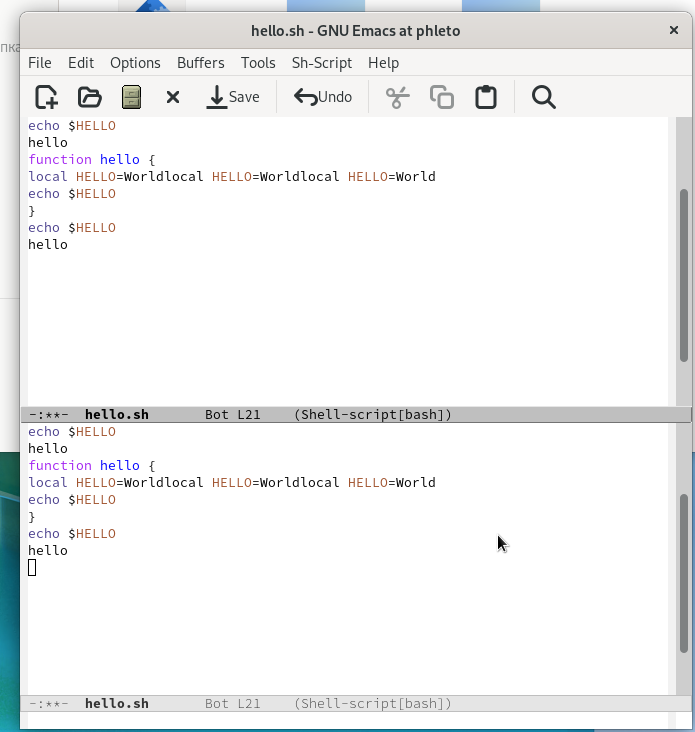 hello.sh - GNU Emacs at phleto ×
пка
File Edit Options Buffers Tools Sh-Script Help
Save Undo
echo $HELLO
hello
function hello {
local HELLO=Worldlocal HELLO=Worldlocal HELLO=World
echo $HELLO
}
echo $HELLO
hello
-:**- hello.sh Bot L21 (Shell-script[bash])
echo $HELLO
hello
function hello {
local HELLO=Worldlocal HELLO=Worldlocal HELLO=World
echo $HELLO
}
echo $HELLO
hello
-:**- hello.sh Bot L21 (Shell-script[bash])